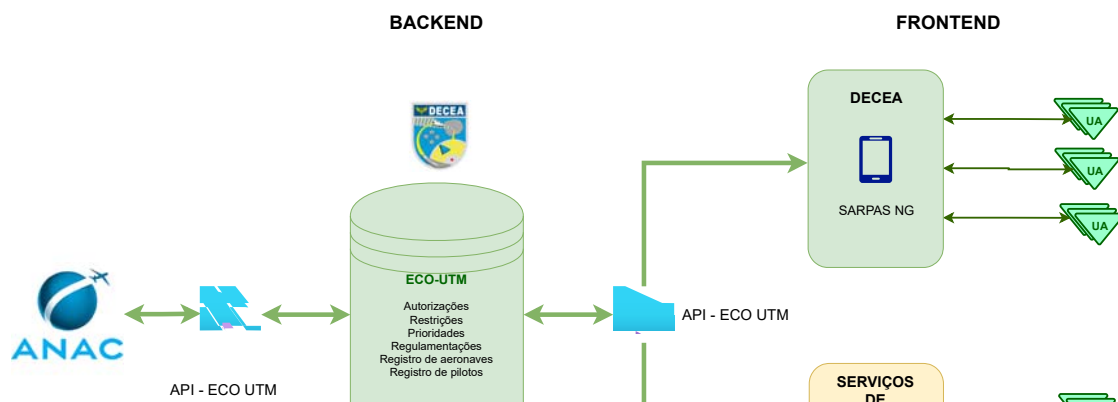 BACKEND
FRONTEND
DECEA
DECEA
UA
UA
SARPAS NG
UA
ECO-UTM
Autorizações
Restrições
Prioridades
Regulamentações
Registro de aeronaves
Registro de pilotos
API - ECO UTM
ANAC
API - ECO UTM
SERVIÇOS
DE